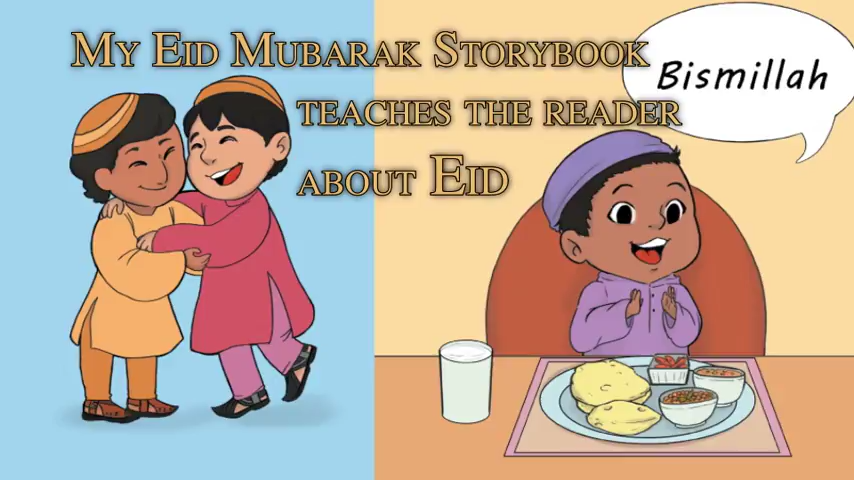 My Eid Mubarak Storybook
teaches the reader
about Eid
Bismillah